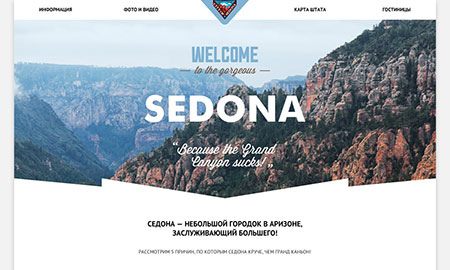 ИНФОРМАЦИЯ ФОТО И ВИДЕО КАРТА ШТАТА ГОСТИНИЦЫ
WELCOME
to the gorgeous
SEDONA
“Because the Grand
Canyon sucks!„
СЕДОНА — НЕБОЛЬШОЙ ГОРОДОК В АРИЗОНЕ,
ЗАСЛУЖИВАЮЩИЙ БОЛЬШЕГО!
РАССМОТРИМ 5 ПРИЧИН, ПО КОТОРЫМ СЕДОНА КРУЧЕ, ЧЕМ ГРАНД КАНЬОН!